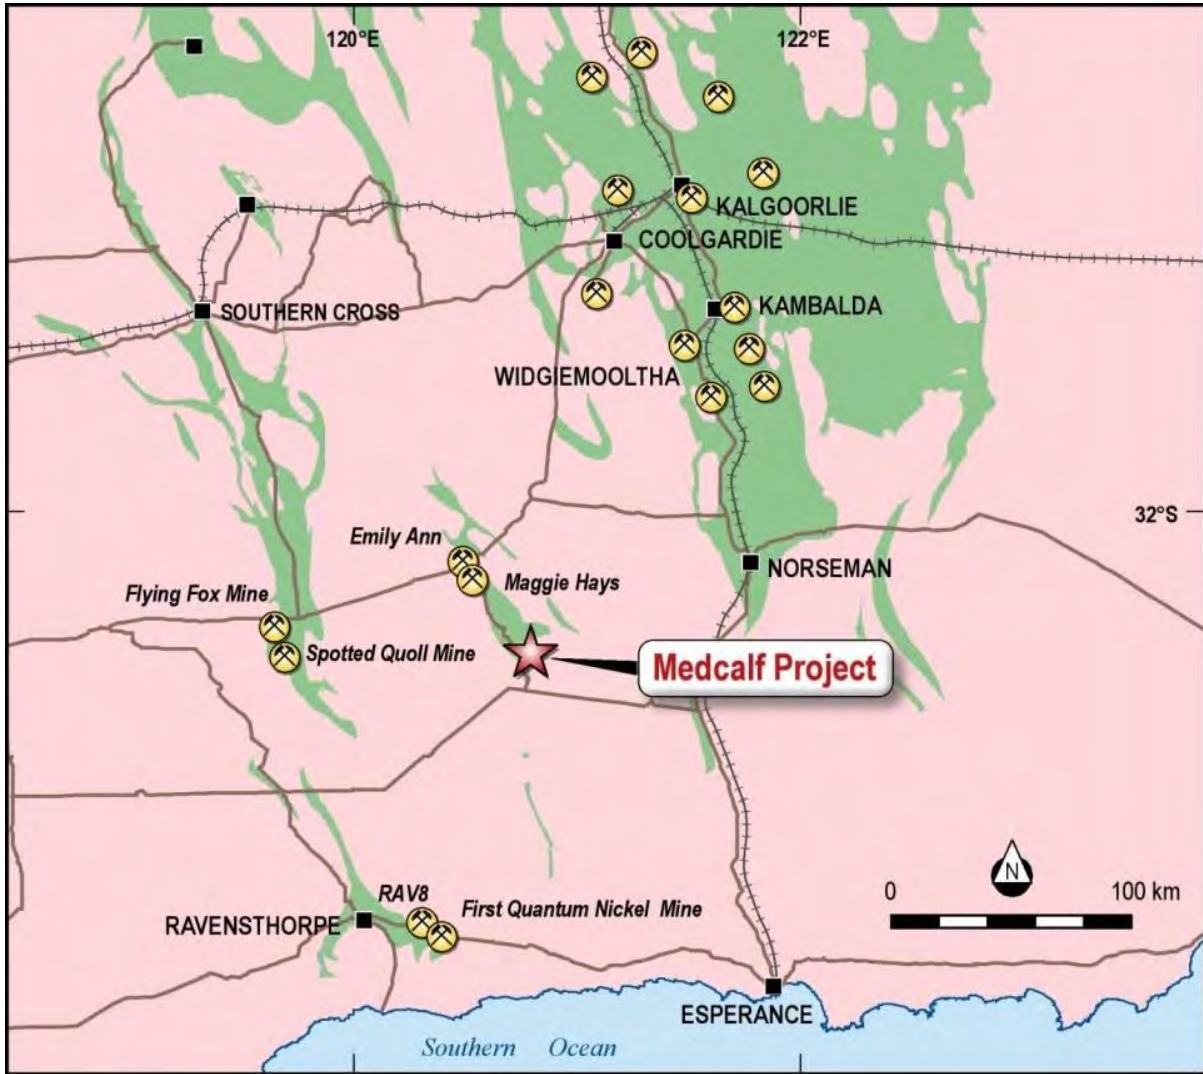 120°E
122°E
KALGOORLIE
COOLGARDIE
SOUTHERN CROSS
KAMBALDA
WIDGIEMOOLTHA
32°S
Emily Ann
NORSEMAN
Maggie Hays
Flying Fox Mine
Spotted Quoll Mine
Medcalf Project
N
0
100 km
RAV8
First Quantum Nickel Mine
RAVENSTHORPE
ESPERANCE
Southern Ocean